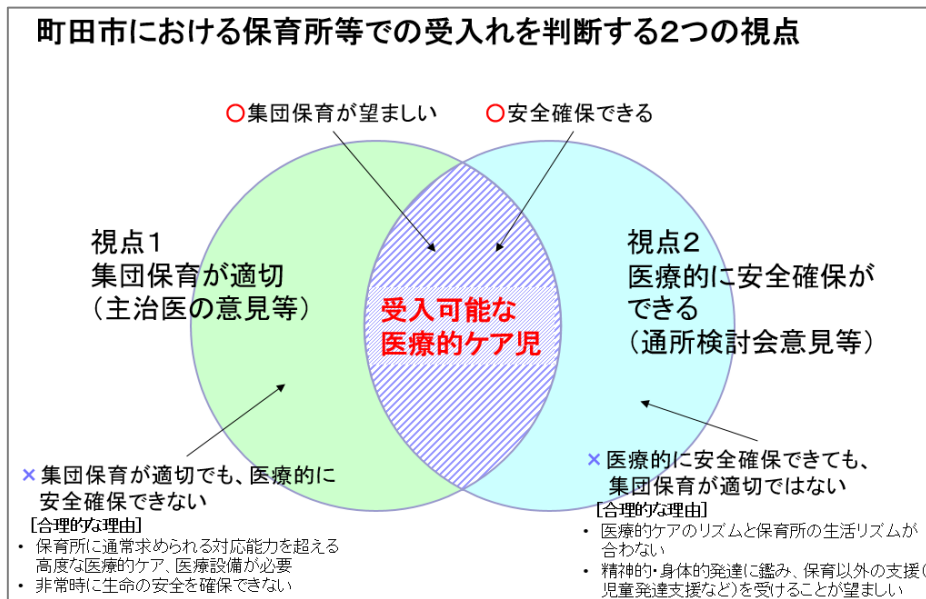 町田市における保育所等での受入れを判断する2つの視点
○集団保育が望ましい
○安全確保できる
視点1
集団保育が適切
(主治医の意見等)
受入可能な
医療的ケア児
視点2
医療的に安全確保が
できる
(通所検討会意見等)
×集団保育が適切でも、医療的に
安全確保できない
[合理的な理由]
・ 保育所に通常求められる対応能力を超える
高度な医療的ケア、医療設備が必要
・ 非常時に生命の安全を確保できない
×医療的に安全確保できても、
集団保育が適切ではない
[合理的な理由]
・ 医療的ケアのリズムと保育所の生活リズムが
合わない
・ 精神的・身体的発達に鑑み、保育以外の支援(
児童発達支援など)を受けることが望ましい